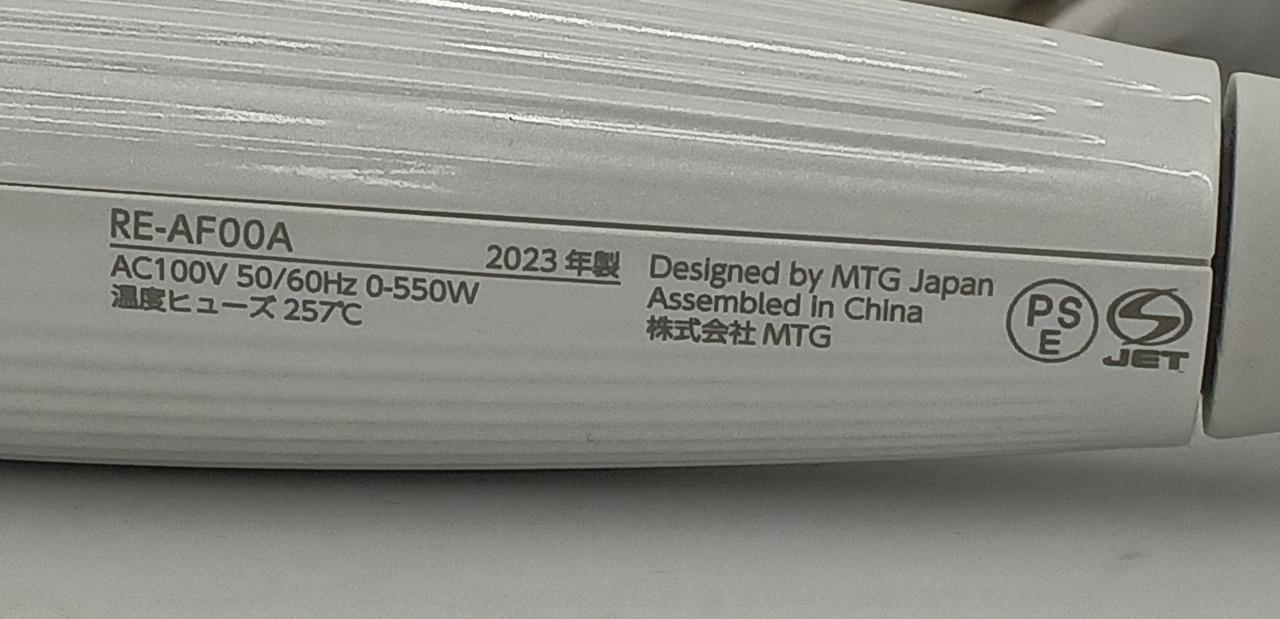 RE-AF00A
2023 年製
AC100V 50/60Hz 0-550W
温度ヒューズ 257℃
Designed by MTG Japan
Assembled in China
株式会社 MTG
PS
E
JET